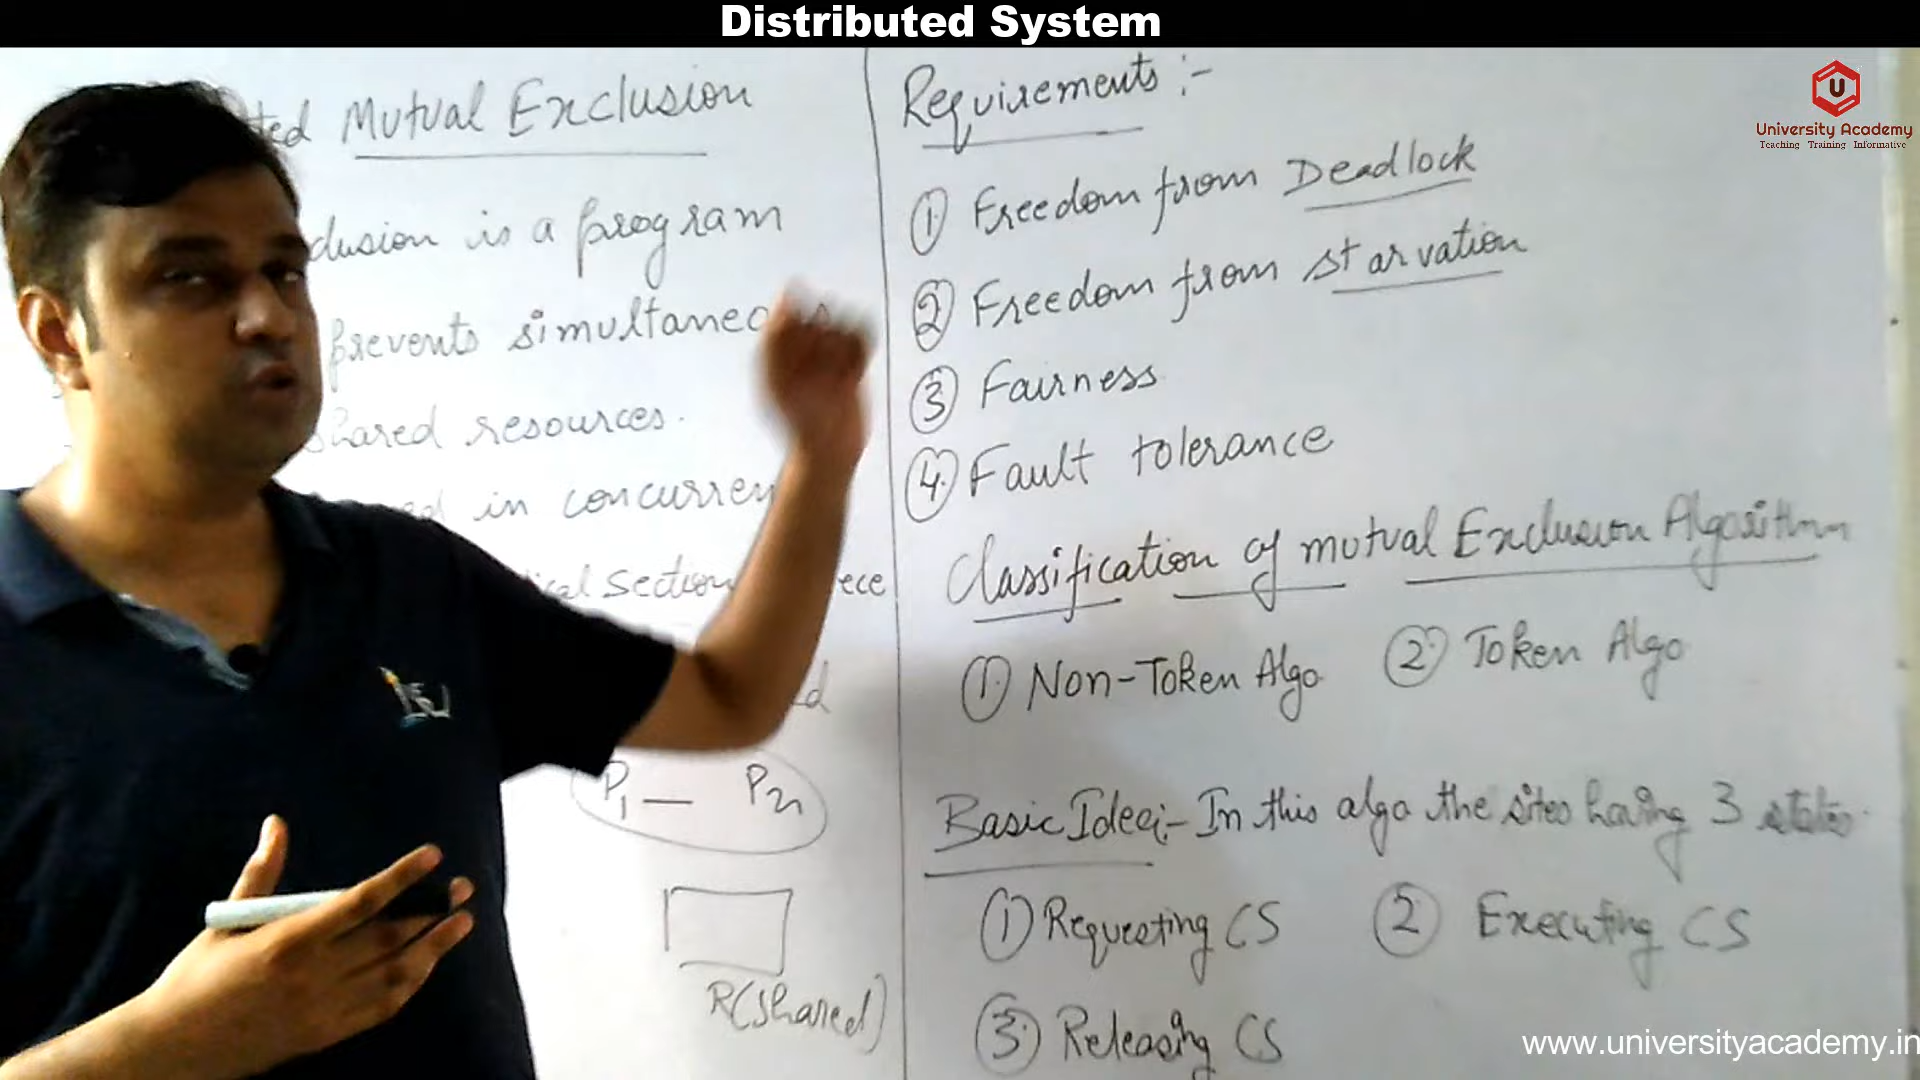 Distributed System
U
University Academy
Teaching Training Informative
Mutual Exclusion
is a program
prevents
shared resources.
in
Section
P1 — Pn
R(shared)
Requirements :-
1. Freedom from Deadlock
2 Freedom from starvation
3 Fairness
4. Fault tolerance
Classification of mutual Exclusion Algorithm
1. Non-Token Algo 2. Token Algo
Basic Idea:- In this algo the sites having 3 states.
1 Requesting CS 2 Executing CS
3. Releasing CS
www.universityacademy.in